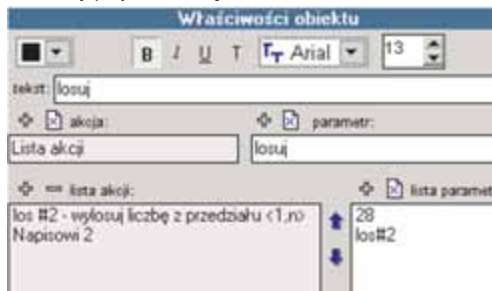 Właściwości obiektu
B I U T TT Arial 13
tekst: losuj
akcja: parametr:
Lista akcji losuj
lista akcji: lista paramet
los #2 - wylosuj liczbę z przedziału <1,n> 28
Napisowi 2 los#2